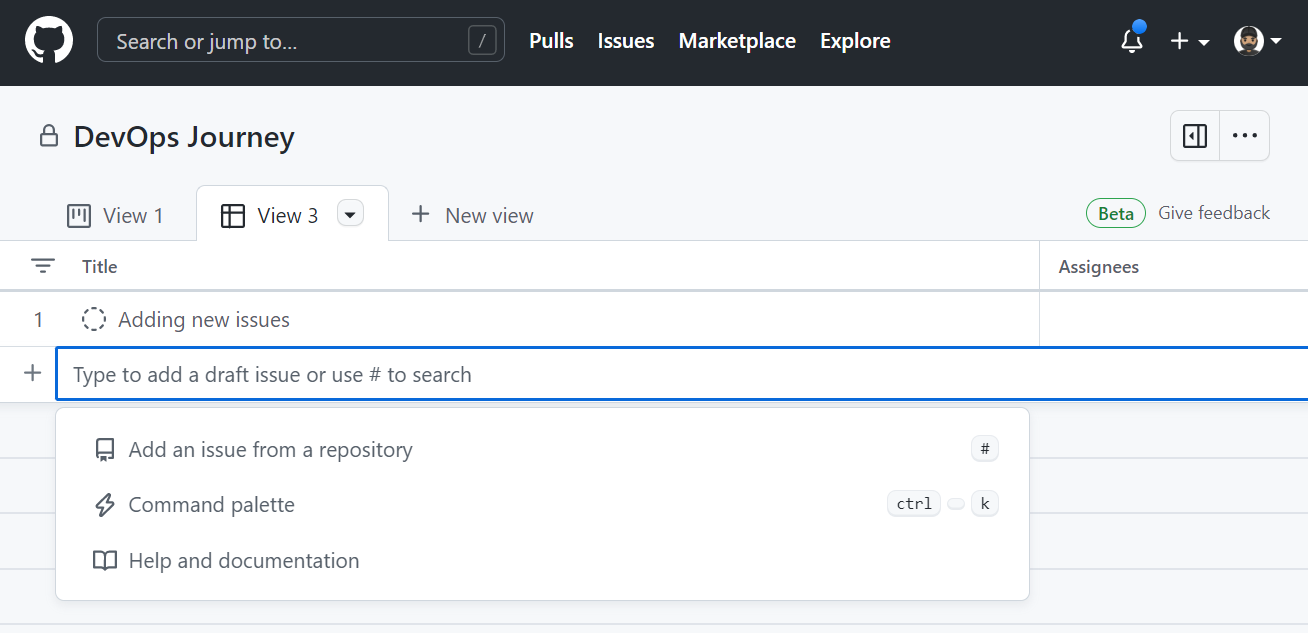 Search or jump to... /
Pulls Issues Marketplace Explore
DevOps Journey
View 1 View 3 New view
Beta Give feedback
Title Assignees
1 Adding new issues
Type to add a draft issue or use # to search
Add an issue from a repository #
Command palette ctrl k
Help and documentation